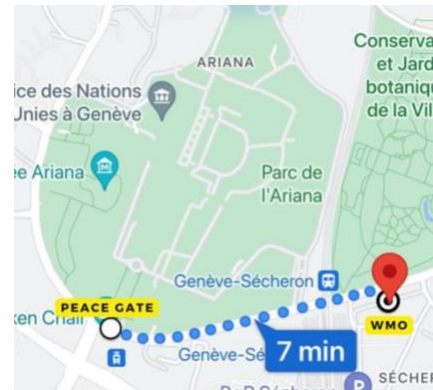 ARIANA
Conserva
et Jard
botaniqu
de la Vil
ice des Nations
Unies à Genève
ee Ariana
Parc de
l'Ariana
Genève-Sécheron
PEACE GATE
WMO
ken Chair
7 min
Genève-Sé
SÉCHER
P